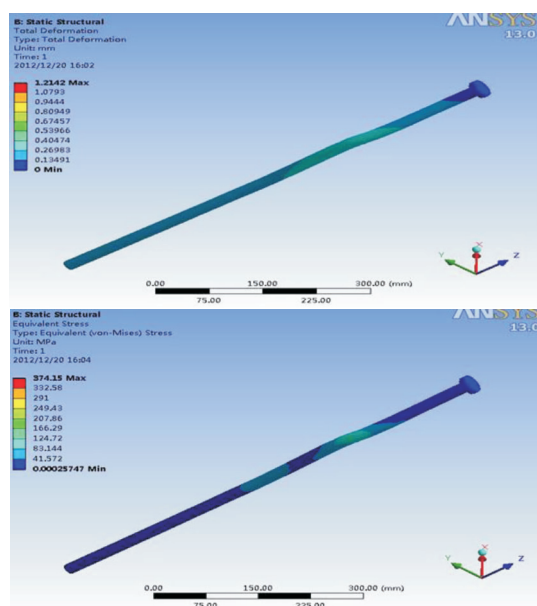 B: Static Structural
Total Deformation
Type: Total Deformation
Unit: mm
Time: 1
2012/12/20 16:02
1.2142 Max
1.0793
0.9444
0.80949
0.67457
0.53966
0.40474
0.26983
0.13491
0 Min
ANSYS
13.0
X
Y
Z
0.00 150.00 300.00 (mm)
75.00 225.00
B: Static Structural
Equivalent Stress
Type: Equivalent (von-Mises) Stress
Unit: MPa
Time: 1
2012/12/20 16:04
374.15 Max
332.58
291
249.43
207.86
166.29
124.72
83.144
41.572
0.00025747 Min
ANSYS
13.0
X
Y
Z
0.00 150.00 300.00 (mm)
75.00 225.00